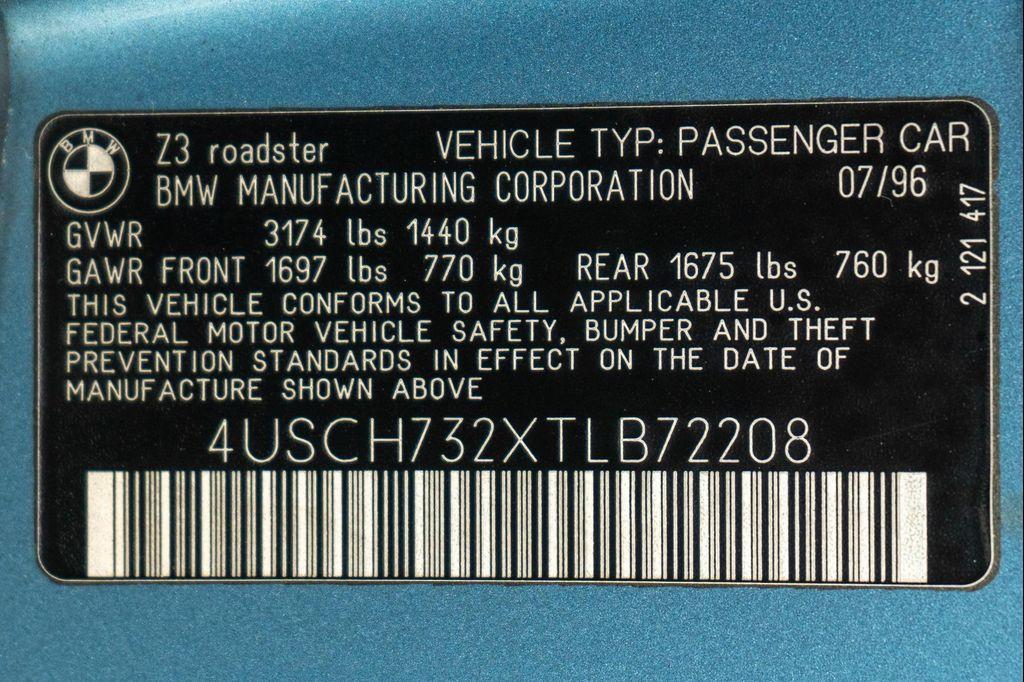 BMW
Z3 roadster VEHICLE TYP: PASSENGER CAR
BMW MANUFACTURING CORPORATION 07/96
GVWR 3174 lbs 1440 kg
GAWR FRONT 1697 lbs 770 kg REAR 1675 lbs 760 kg
THIS VEHICLE CONFORMS TO ALL APPLICABLE U.S.
FEDERAL MOTOR VEHICLE SAFETY, BUMPER AND THEFT
PREVENTION STANDARDS IN EFFECT ON THE DATE OF
MANUFACTURE SHOWN ABOVE
4USCH732XTLB72208
2 121 417